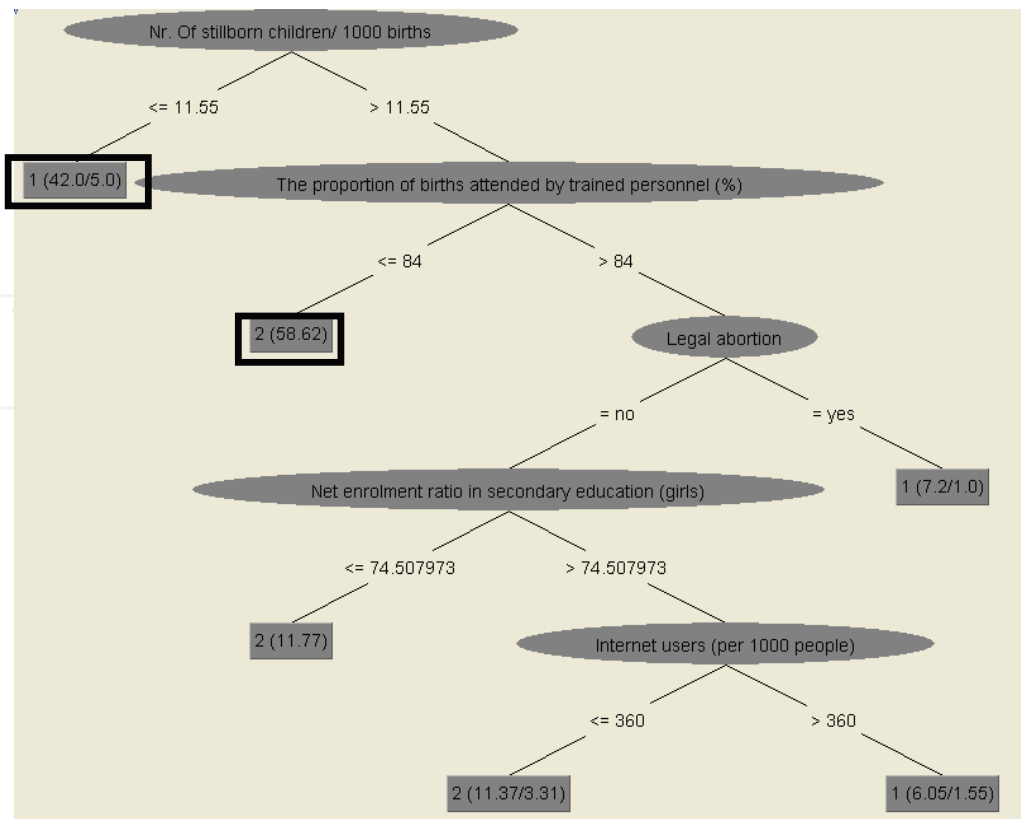 Nr. Of stillborn children/ 1000 births
<= 11.55
> 11.55
1 (42.0/5.0)
The proportion of births attended by trained personnel (%)
<= 84
> 84
2 (58.62)
Legal abortion
= no
= yes
Net enrolment ratio in secondary education (girls)
1 (7.2/1.0)
<= 74.507973
> 74.507973
2 (11.77)
Internet users (per 1000 people)
<= 360
> 360
2 (11.37/3.31)
1 (6.05/1.55)